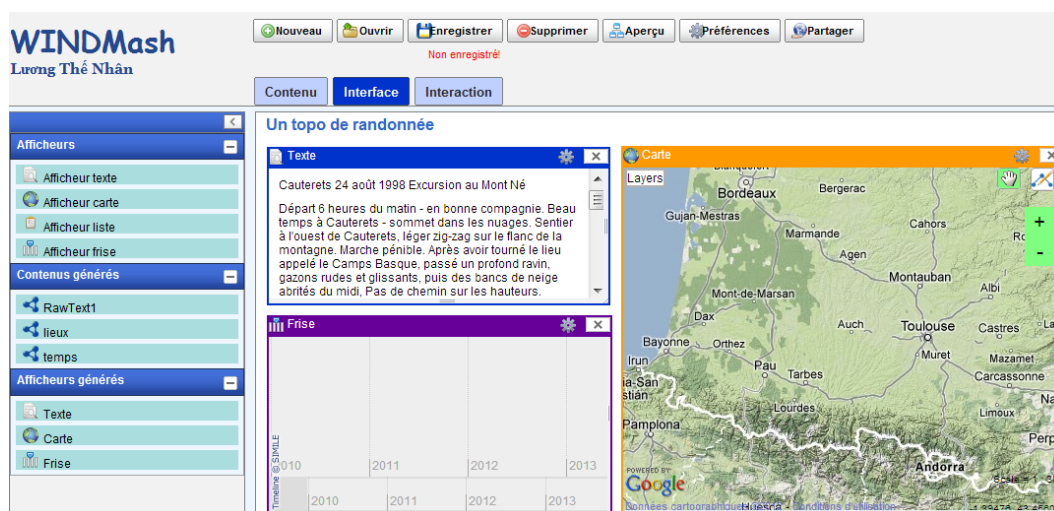 WINDMash
Lương Thế Nhân
Nouveau
Ouvrir
Enregistrer
Supprimer
Aperçu
Préférences
Partager
Non enregistré!
Contenu
Interface
Interaction
Afficheurs
Afficheur texte
Afficheur carte
Afficheur liste
Afficheur frise
Contenus générés
RawText1
lieux
temps
Afficheurs générés
Texte
Carte
Frise
Un topo de randonnée
Texte
Cauterets 24 août 1998 Excursion au Mont Né
Départ 6 heures du matin - en bonne compagnie. Beau
temps à Cauterets - sommet dans les nuages. Sentier
à l'ouest de Cauterets, léger zig-zag sur le flanc de la
montagne. Marche pénible. Après avoir tourné le lieu
appelé le Camps Basque, passé un profond ravin,
gazons rudes et glissants, puis des bancs de neige
abrités du midi, Pas de chemin sur les hauteurs.
Frise
Timeline © SIMILE
2010
2011
2012
2013
2010
2011
2012
2013
Carte
Layers
+
-
Bordeaux
Bergerac
Gujan-Mestras
Cahors
Marmande
Agen
Montauban
Albi
Mont-de-Marsan
Dax
Auch
Toulouse
Castres
Bayonne
Orthez
Irun
Pau
Muret
Mazamet
Tarbes
Carcassonne
Lourdes
Limoux
Pamplona
Perp
Andorra
POWERED BY
Google
Huesca
Données cartographiques
Conditions d'utilisation